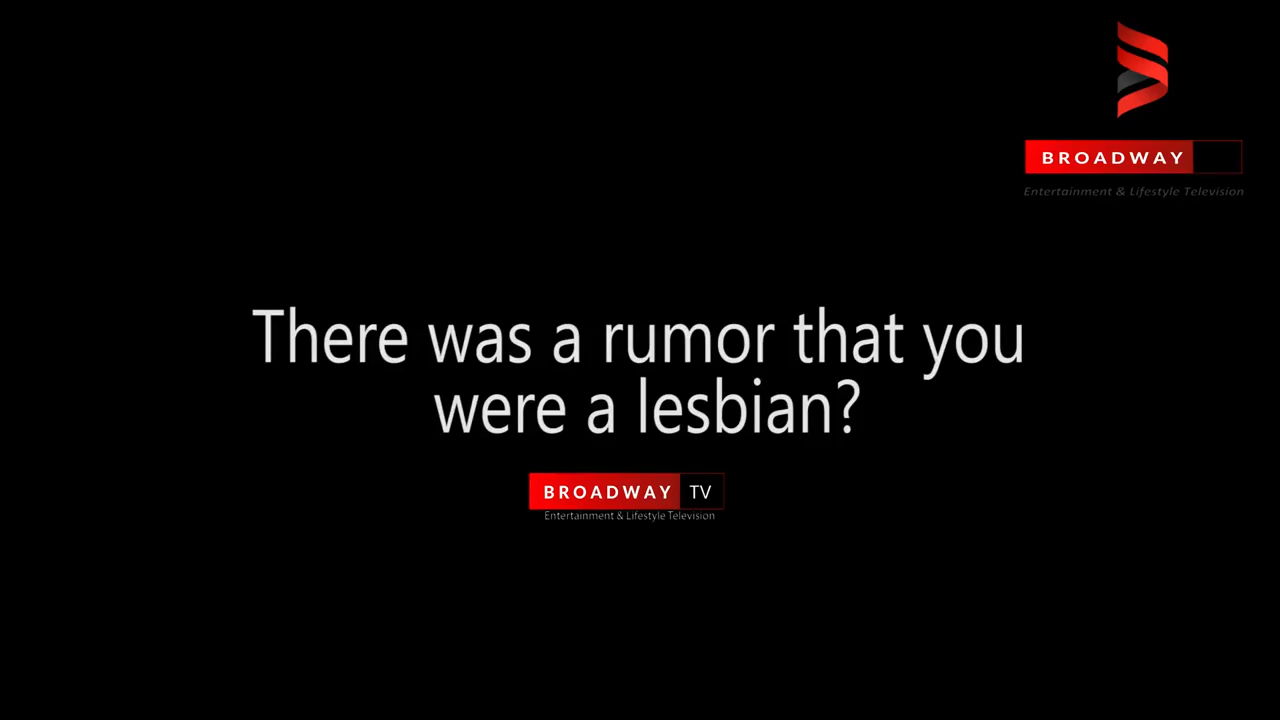 BROADWAY
Entertainment & Lifestyle Television
There was a rumor that you
were a lesbian?
BROADWAY TV
Entertainment & Lifestyle Television